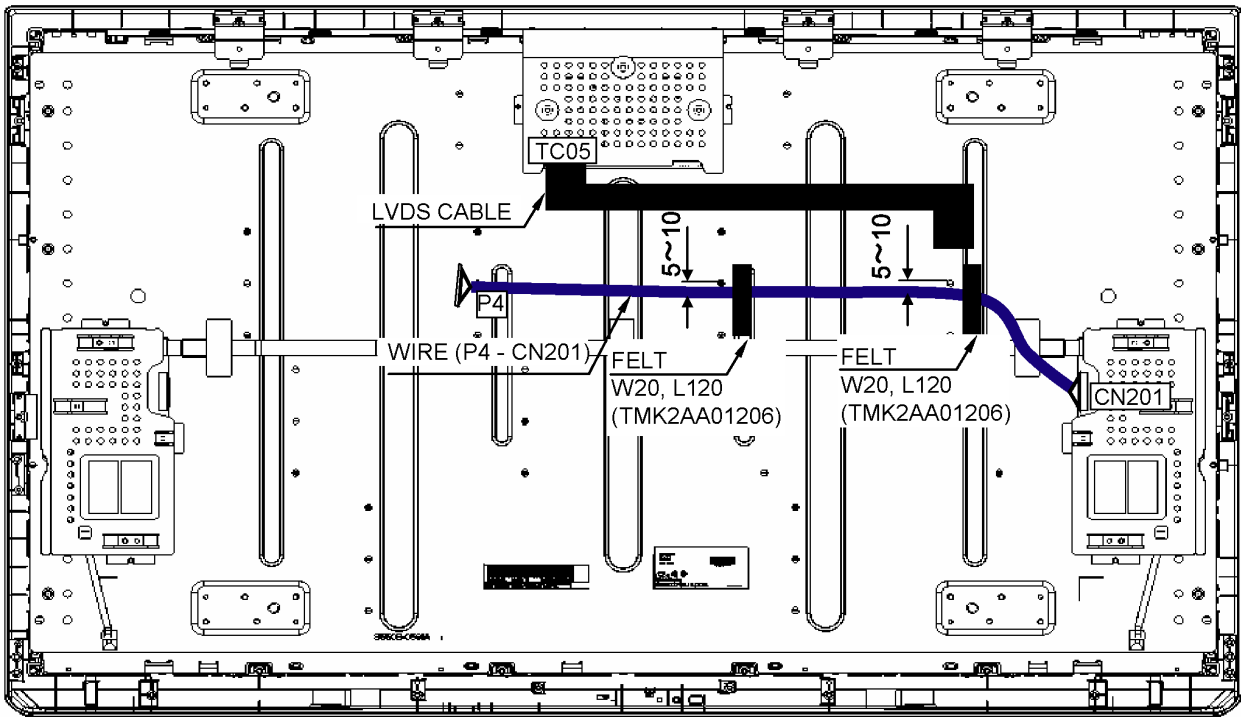 TC05
LVDS CABLE
5~10
5~10
P4
WIRE (P4 - CN201)
FELT
W20, L120
(TMK2AA01206)
FELT
W20, L120
(TMK2AA01206)
CN201